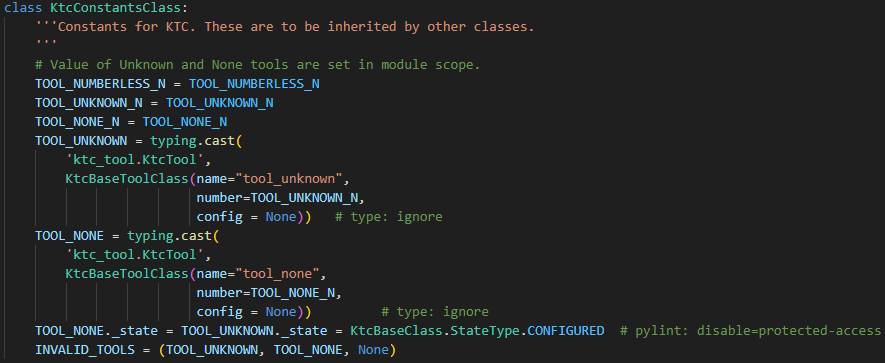 class KtcConstantsClass:
    '''Constants for KTC. These are to be inherited by other classes.
    '''
    # Value of Unknown and None tools are set in module scope.
    TOOL_NUMBERLESS_N = TOOL_NUMBERLESS_N
    TOOL_UNKNOWN_N = TOOL_UNKNOWN_N
    TOOL_NONE_N = TOOL_NONE_N
    TOOL_UNKNOWN = typing.cast(
        'ktc_tool.KtcTool',
        KtcBaseToolClass(name="tool_unknown",
                         number=TOOL_UNKNOWN_N,
                         config = None))   # type: ignore
    TOOL_NONE = typing.cast(
        'ktc_tool.KtcTool',
        KtcBaseToolClass(name="tool_none",
                         number=TOOL_NONE_N,
                         config = None))         # type: ignore
    TOOL_NONE._state = TOOL_UNKNOWN._state = KtcBaseClass.StateType.CONFIGURED  # pylint: disable=protected-access
    INVALID_TOOLS = (TOOL_UNKNOWN, TOOL_NONE, None)